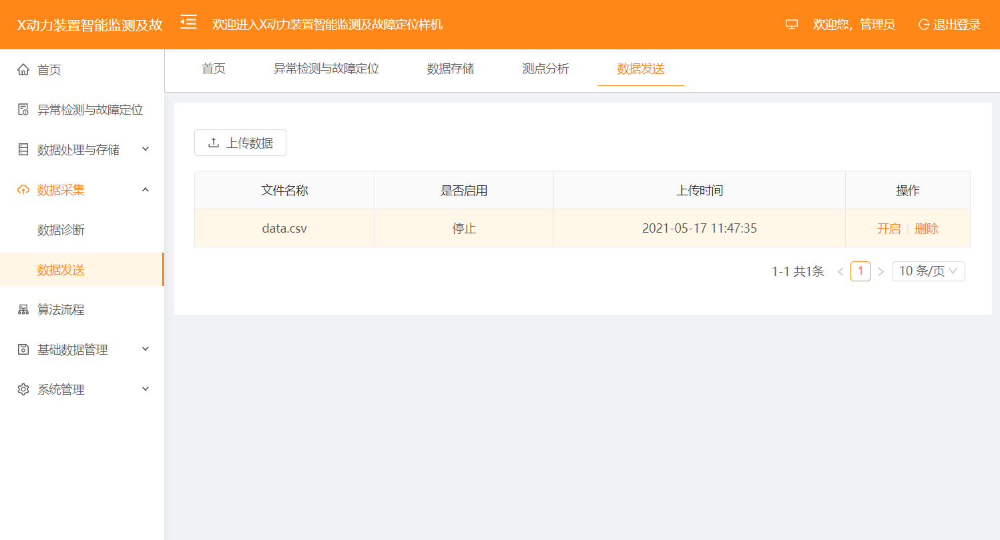 X动力装置智能监测及故
欢迎进入X动力装置智能监测及故障定位样机
欢迎您，管理员
退出登录
首页
异常检测与故障定位
数据处理与存储
数据采集
数据诊断
数据发送
算法流程
基础数据管理
系统管理
首页 异常检测与故障定位 数据存储 测点分析 数据发送
上传数据
文件名称 是否启用 上传时间 操作
data.csv 停止 2021-05-17 11:47:35 开启 | 删除
1-1 共1条 < 1 > 10 条/页